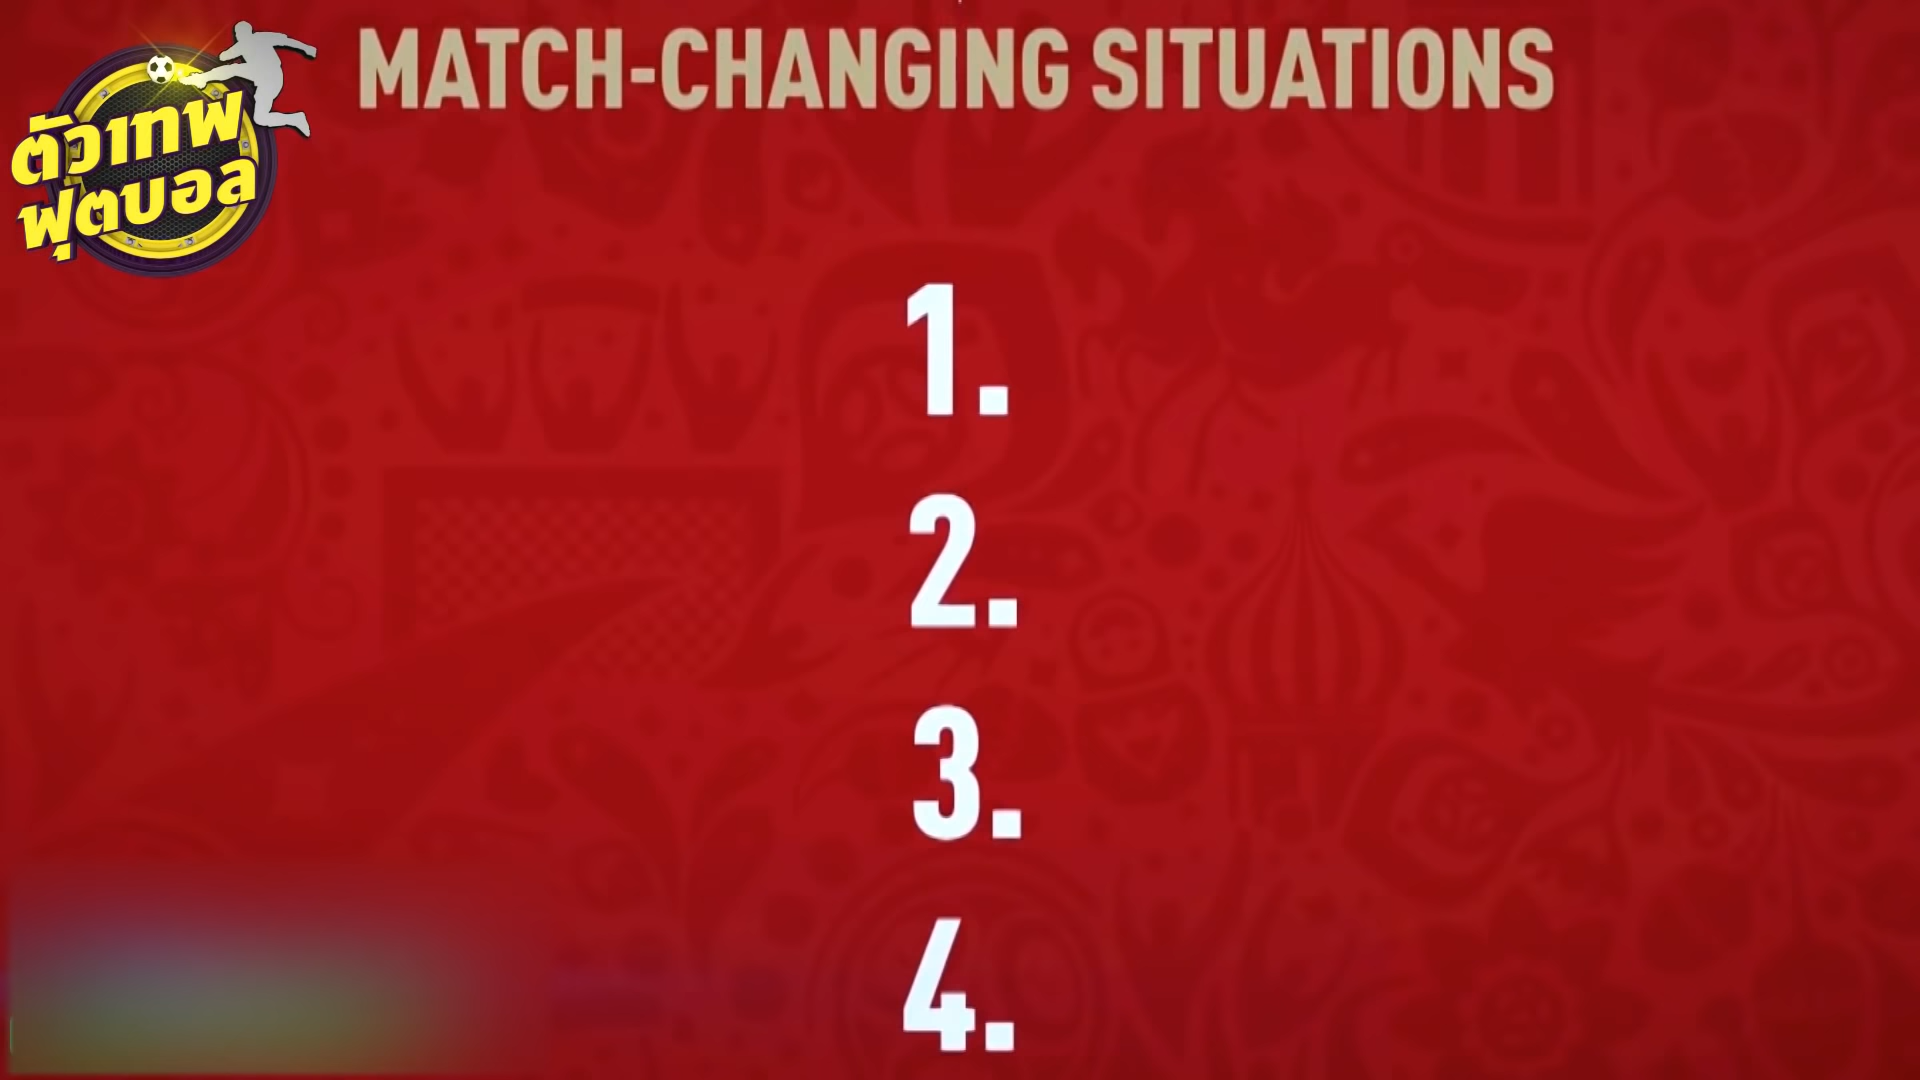 MATCH-CHANGING SITUATIONS
ตัวเทพ
ฟุตบอล
1.
2.
3.
4.